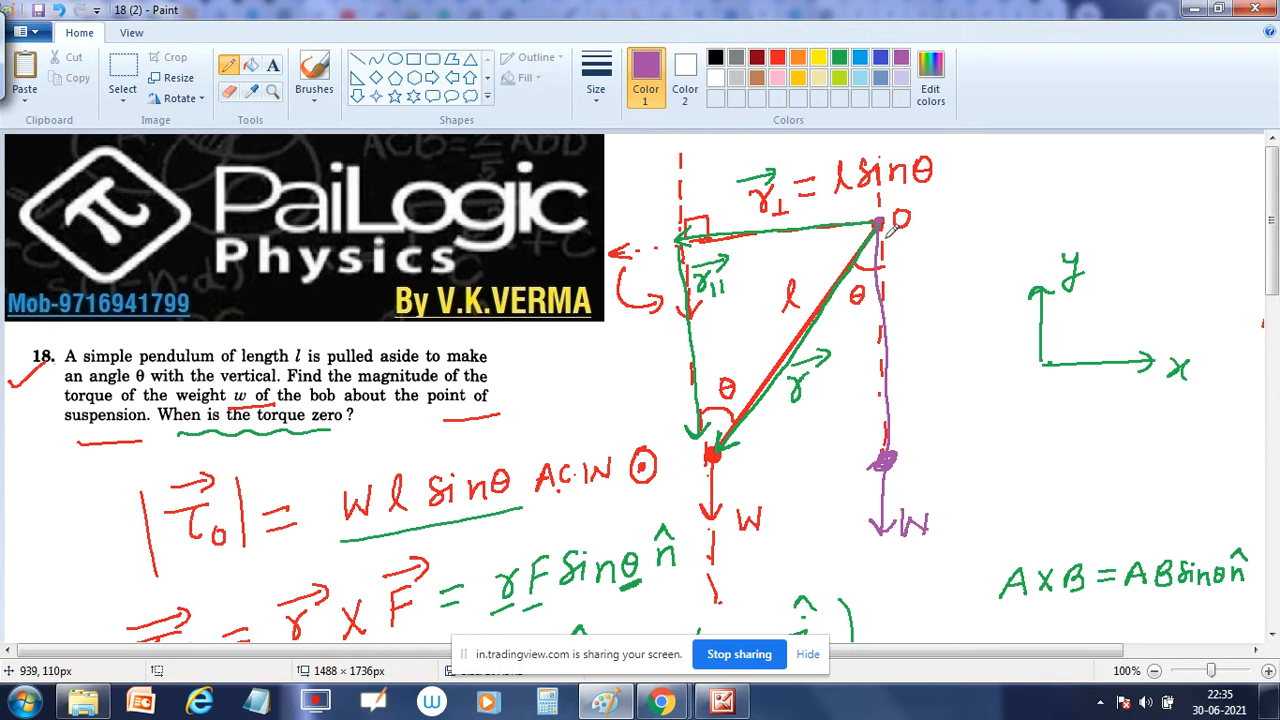 18 (2) - Paint
Home
View
Paste
Cut
Copy
Clipboard
Select
Crop
Resize
Rotate
Image
Tools
Brushes
Shapes
Outline
Fill
Size
Color 1
Color 2
Edit colors
Colors
π
PaiLogic
Mob-9716941799
By V.K.VERMA
18. A simple pendulum of length l is pulled aside to make
an angle θ with the vertical. Find the magnitude of the
torque of the weight w of the bob about the point of
suspension. When is the torque zero ?
|τ⃗₀| = W l sinθ A.C.W ⊙
r⃗ × F⃗ = rF sinθ n̂
r⃗⊥ = l sinθ
O
r⃗||
l
θ
θ
r⃗
W
W
y
x
A × B = AB sinθ n̂
in.tradingview.com is sharing your screen.
Stop sharing
Hide
939, 110px
1488 × 1736px
100%
22:35
30-06-2021